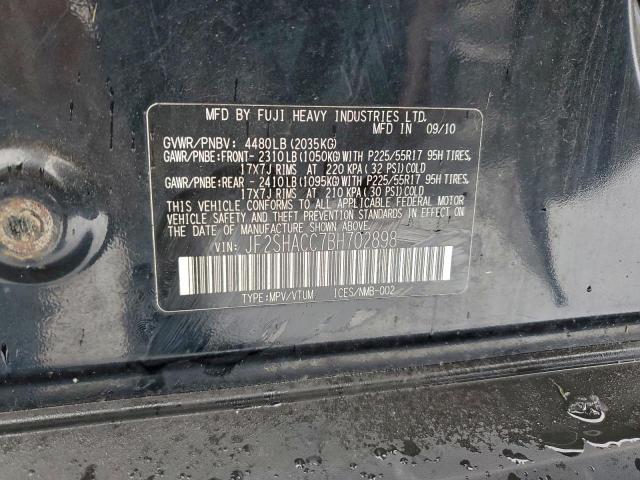 MFD BY FUJI HEAVY INDUSTRIES LTD.
MFD IN 09/10
GVWR/PNBV: 4480LB(2035KG)
GAWR/PNBE:FRONT- 2310LB(1050KG)WITH P225/55R17 95H TIRES,
17X7J RIMS AT 220 KPA(32 PSI)COLD
GAWR/PNBE:REAR - 2410LB(1095KG)WITH P225/55R17 95H TIRES,
17X7J RIMS AT 210 KPA(30 PSI)COLD
THIS VEHICLE CONFORMS TO ALL APPLICABLE FEDERAL MOTOR
VEHICLE SAFETY AND BUMPER STANDARDS IN EFFECT ON
THE DATE OF MANUFACTURE SHOWN ABOVE.
VIN: JF2SHACC7BH702898
TYPE:MPV/VTUM ICES/NMB-002